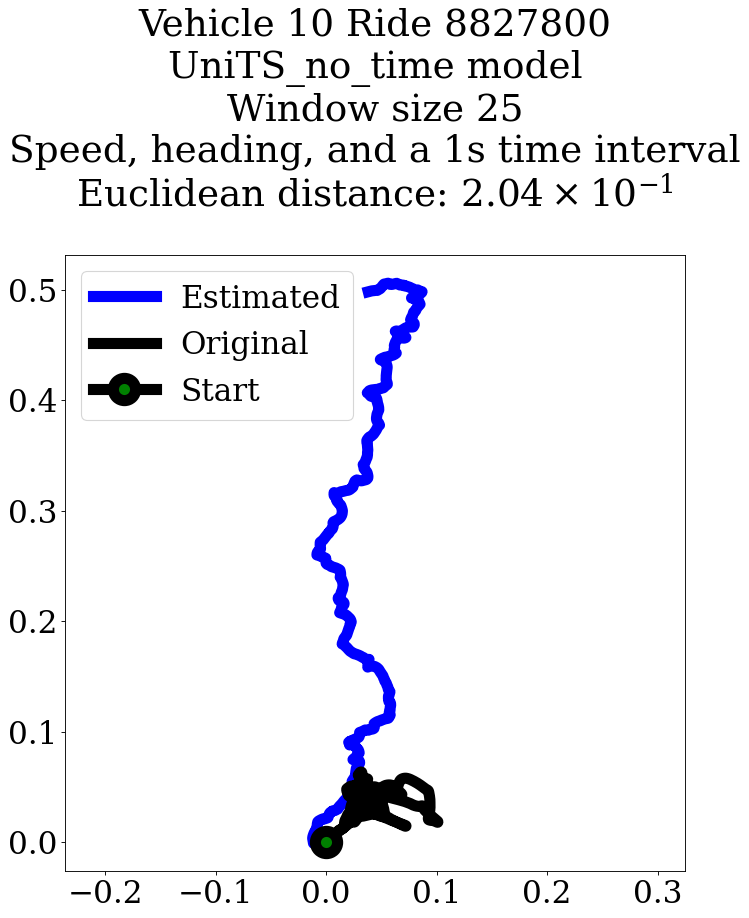 Vehicle 10 Ride 8827800
UniTS_no_time model
Window size 25
Speed, heading, and a 1s time interval
Euclidean distance: 2.04 × 10⁻¹
Estimated
Original
Start
0.5
0.4
0.3
0.2
0.1
0.0
−0.2 −0.1 0.0 0.1 0.2 0.3